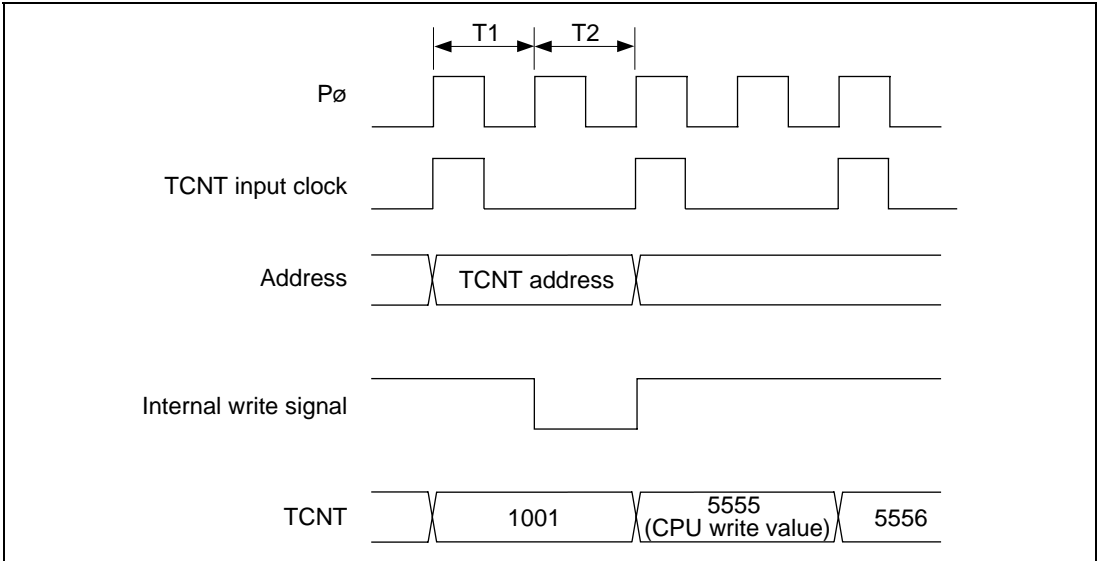 T1 T2
Pø
TCNT input clock
Address TCNT address
Internal write signal
TCNT 1001 5555 5556
(CPU write value)